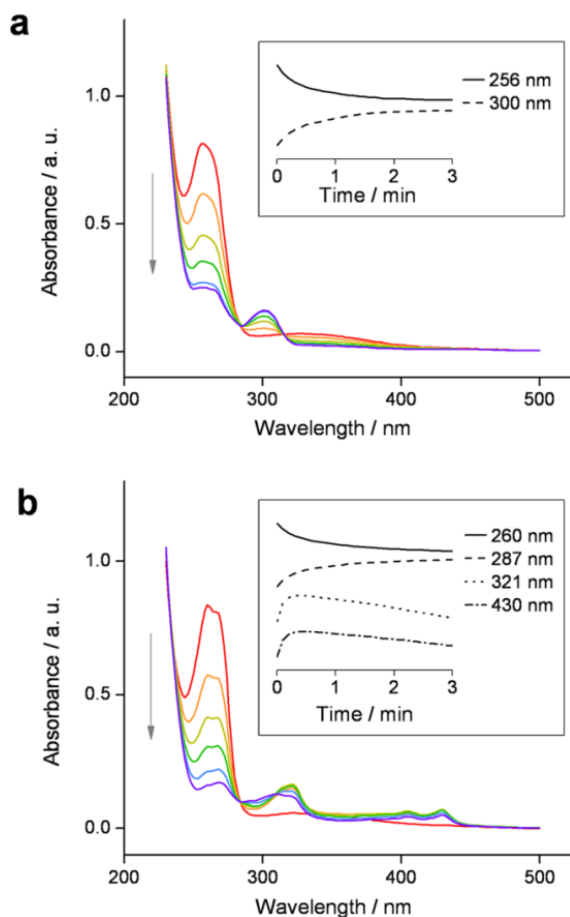 a
1.0
0.5
0.0
Absorbance / a. u.
200
300
400
500
Wavelength / nm
256 nm
300 nm
0
1
2
3
Time / min
b
1.0
0.5
0.0
Absorbance / a. u.
200
300
400
500
Wavelength / nm
260 nm
287 nm
321 nm
430 nm
0
1
2
3
Time / min